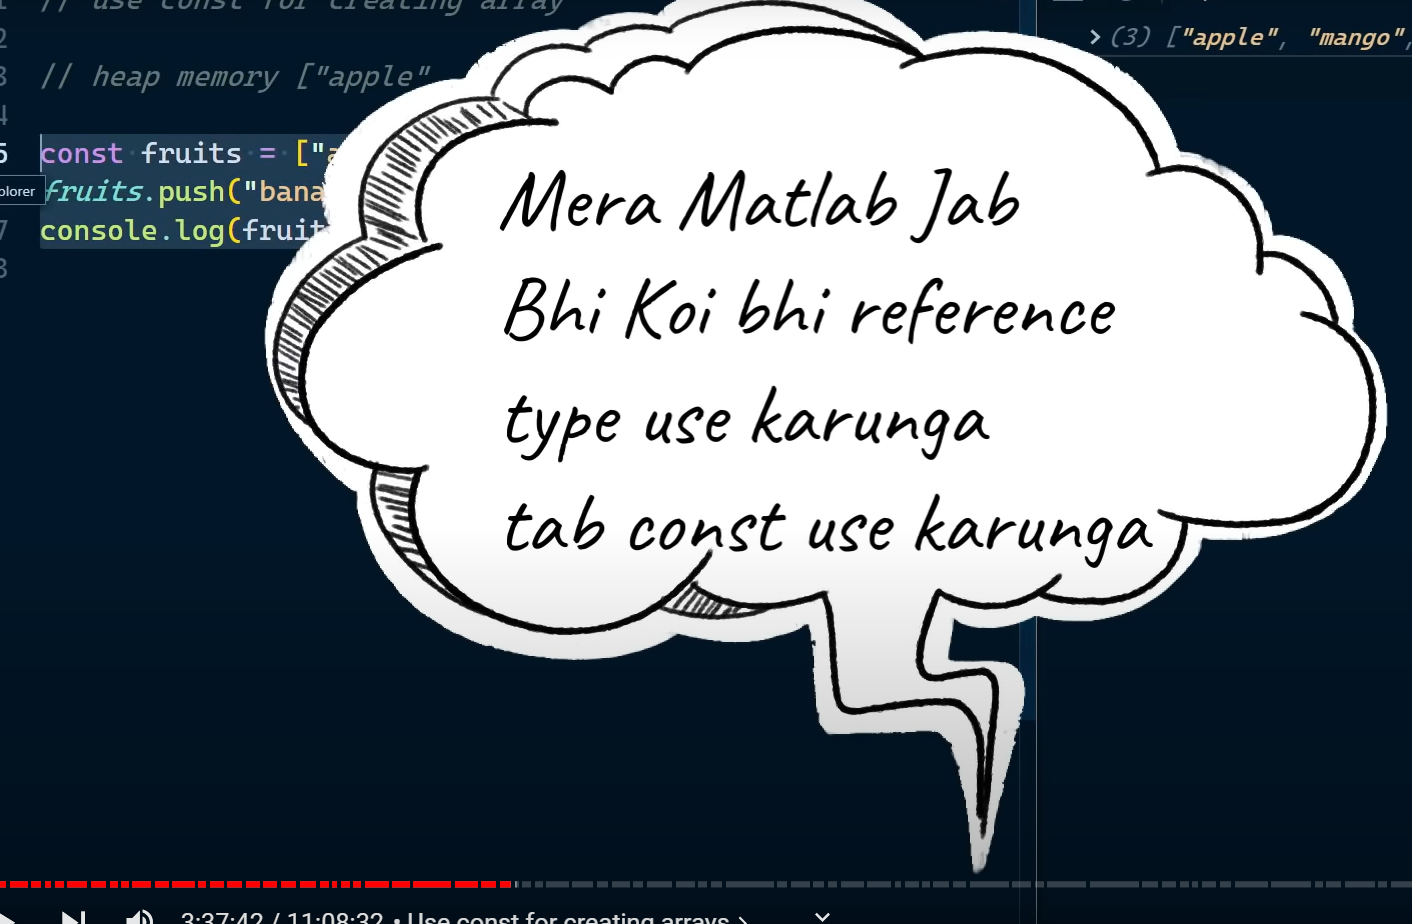 // use const for creating array
2
(3) ["apple", "mango",
3 // heap memory ["apple"
4
5 const fruits = ["a
plorer fruits.push("bana
7 console.log(fruit
8
Mera Matlab Jab
Bhi Koi bhi reference
type use karunga
tab const use karunga
3:37:42 / 11:08:32 • Use const for creating arrays >